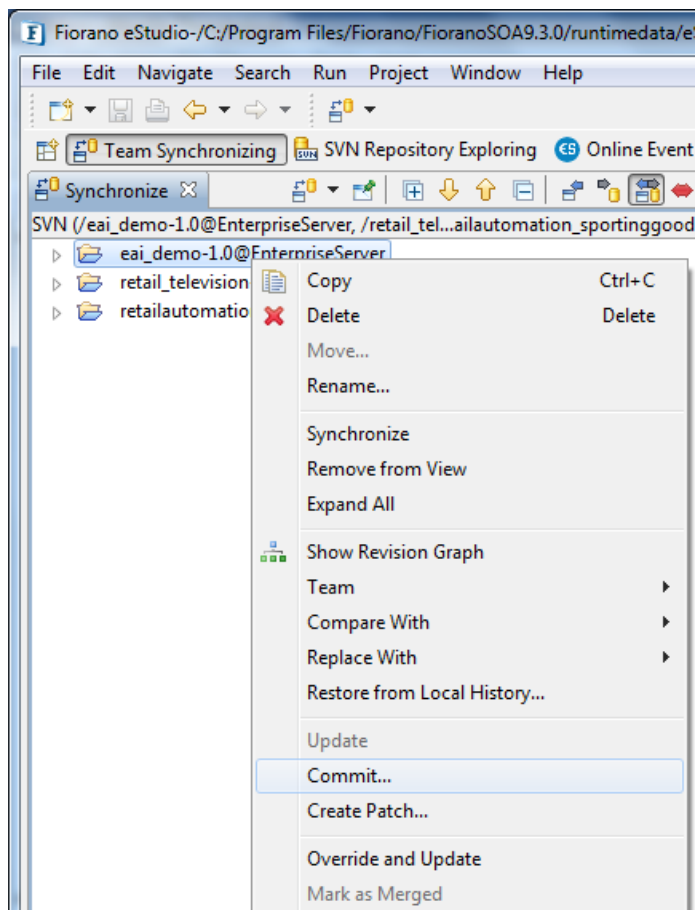 Fiorano eStudio-/C:/Program Files/Fiorano/FioranoSOA9.3.0/runtimedata/eS
File Edit Navigate Search Run Project Window Help
Team Synchronizing SVN Repository Exploring Online Event
Synchronize
SVN (/eai_demo-1.0@EnterpriseServer, /retail_tel...ailautomation_sportinggood
eai_demo-1.0@EnterpriseServer
retail_television
retailautomatio
Copy Ctrl+C
Delete Delete
Move...
Rename...
Synchronize
Remove from View
Expand All
Show Revision Graph
Team
Compare With
Replace With
Restore from Local History...
Update
Commit...
Create Patch...
Override and Update
Mark as Merged